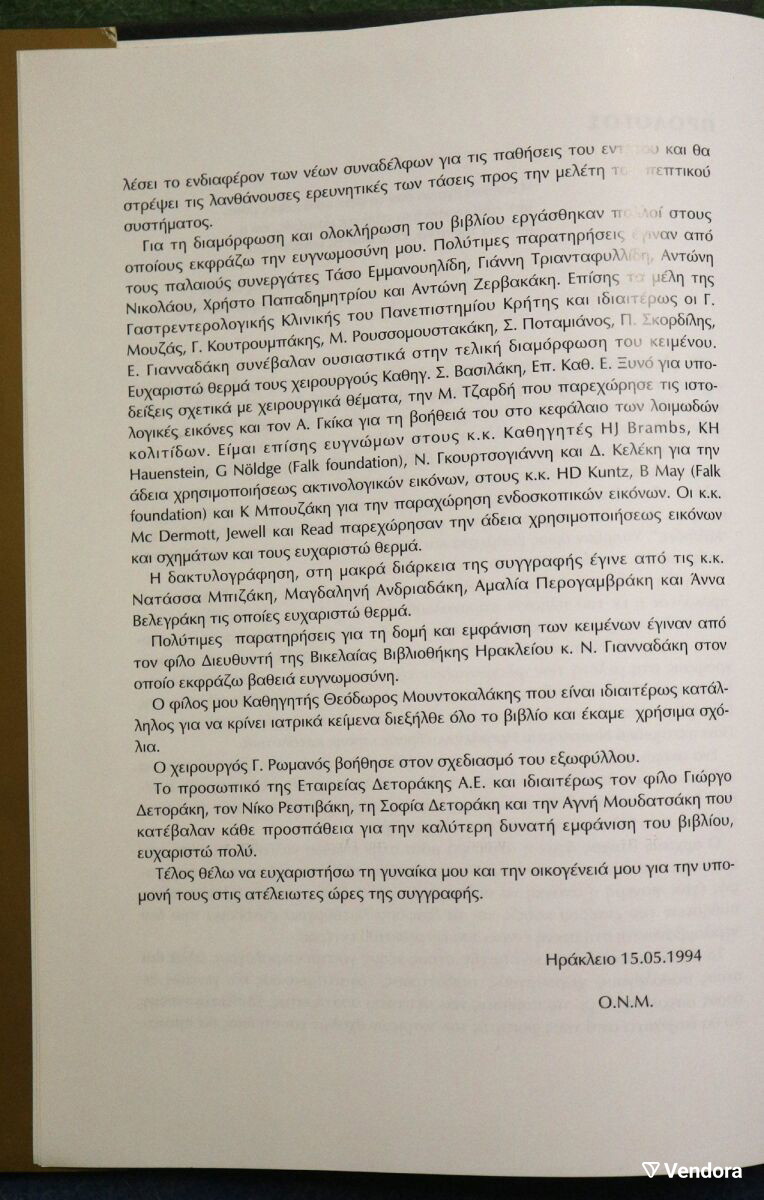 λέσει το ενδιαφέρον των νέων συναδέλφων για τις παθήσεις του εντέρου και θα
στρέψει τις λανθάνουσες ερευνητικές των τάσεις προς την μελέτη του πεπτικού
συστήματος.
Για τη διαμόρφωση και ολοκλήρωση του βιβλίου εργάσθηκαν πολλοί στους
οποίους εκφράζω την ευγνωμοσύνη μου. Πολύτιμες παρατηρήσεις έγιναν από
τους παλαιούς συνεργάτες Τάσο Εμμανουηλίδη, Γιάννη Τριανταφυλλίδη, Αντώνη
Νικολάου, Χρήστο Παπαδημητρίου και Αντώνη Ζερβακάκη. Επίσης τα μέλη της
Γαστρεντερολογικής Κλινικής του Πανεπιστημίου Κρήτης και ιδιαιτέρως οι Γ.
Μουζάς, Γ. Κουτρουμπάκης, Μ. Ρουσσομουστακάκη, Σ. Ποταμιάνος, Π. Σκορδίλης,
Ε. Γιανναδάκη συνέβαλαν ουσιαστικά στην τελική διαμόρφωση του κειμένου.
Ευχαριστώ θερμά τους χειρουργούς Καθηγ. Σ. Βασιλάκη, Επ. Καθ. Ε. Ξυνό για υπο-
δείξεις σχετικά με χειρουργικά θέματα, την Μ. Τζαρδή που παρεχώρησε τις ιστο-
λογικές εικόνες και τον Α. Γκίκα για τη βοήθειά του στο κεφάλαιο των λοιμωδών
κολιτίδων. Είμαι επίσης ευγνώμων στους κ.κ. Καθηγητές HJ Brambs, KH
Hauenstein, G Nöldge (Falk foundation), Ν. Γκουρτσογιάννη και Δ. Κελέκη για την
άδεια χρησιμοποιήσεως ακτινολογικών εικόνων, στους κ.κ. HD Kuntz, B May (Falk
foundation) και Κ Μπουζάκη για την παραχώρηση ενδοσκοπικών εικόνων. Οι κ.κ.
Mc Dermott, Jewell και Read παρεχώρησαν την άδεια χρησιμοποιήσεως εικόνων
και σχημάτων και τους ευχαριστώ θερμά.
Η δακτυλογράφηση, στη μακρά διάρκεια της συγγραφής έγινε από τις κ.κ.
Νατάσσα Μπιζάκη, Μαγδαληνή Ανδριαδάκη, Αμαλία Περογαμβράκη και Άννα
Βελεγράκη τις οποίες ευχαριστώ θερμά.
Πολύτιμες παρατηρήσεις για τη δομή και εμφάνιση των κειμένων έγιναν από
τον φίλο Διευθυντή της Βικελαίας Βιβλιοθήκης Ηρακλείου κ. Ν. Γιανναδάκη στον
οποίο εκφράζω βαθειά ευγνωμοσύνη.
Ο φίλος μου Καθηγητής Θεόδωρος Μουντοκαλάκης που είναι ιδιαιτέρως κατάλ-
ληλος για να κρίνει ιατρικά κείμενα διεξήλθε όλο το βιβλίο και έκαμε χρήσιμα σχό-
λια.
Ο χειρουργός Γ. Ρωμανός βοήθησε στον σχεδιασμό του εξωφύλλου.
Το προσωπικό της Εταιρείας Δετοράκης Α.Ε. και ιδιαιτέρως τον φίλο Γιώργο
Δετοράκη, τον Νίκο Ρεστιβάκη, τη Σοφία Δετοράκη και την Αγνή Μουδατσάκη που
κατέβαλαν κάθε προσπάθεια για την καλύτερη δυνατή εμφάνιση του βιβλίου,
ευχαριστώ πολύ.
Τέλος θέλω να ευχαριστήσω τη γυναίκα μου και την οικογένειά μου για την υπο-
μονή τους στις ατέλειωτες ώρες της συγγραφής.
Ηράκλειο 15.05.1994
Ο.Ν.Μ.
Vendora